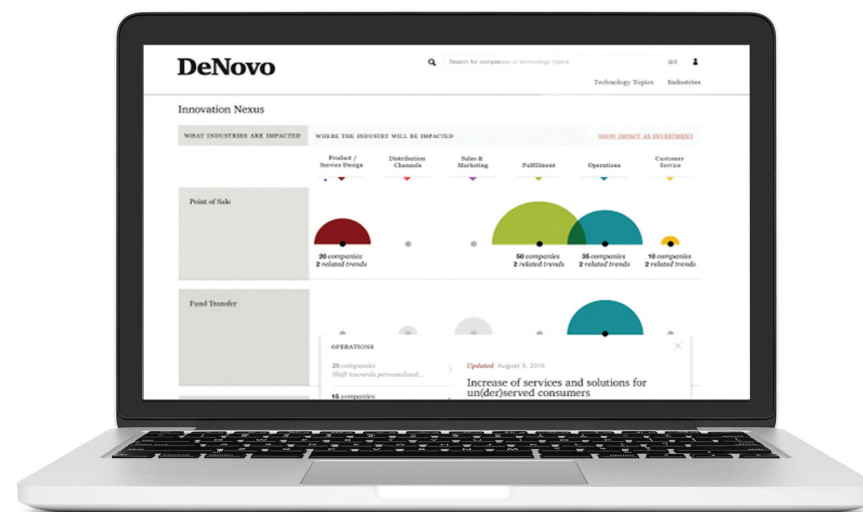 DeNovo
Search for companies or technology topics
GO
Technology Topics Industries
Innovation Nexus
WHAT INDUSTRIES ARE IMPACTED
WHERE THE INDUSTRY WILL BE IMPACTED
SHOW IMPACT AS INVESTMENT
Product / Service Design
Distribution Channels
Sales & Marketing
Fulfillment
Operations
Customer Service
Point of Sale
20 companies
2 related trends
50 companies
2 related trends
35 companies
2 related trends
10 companies
2 related trends
Fund Transfer
OPERATIONS
25 companies
Shift towards personalized...
15 companies
Updated August 5, 2016
Increase of services and solutions for
un(der)served consumers